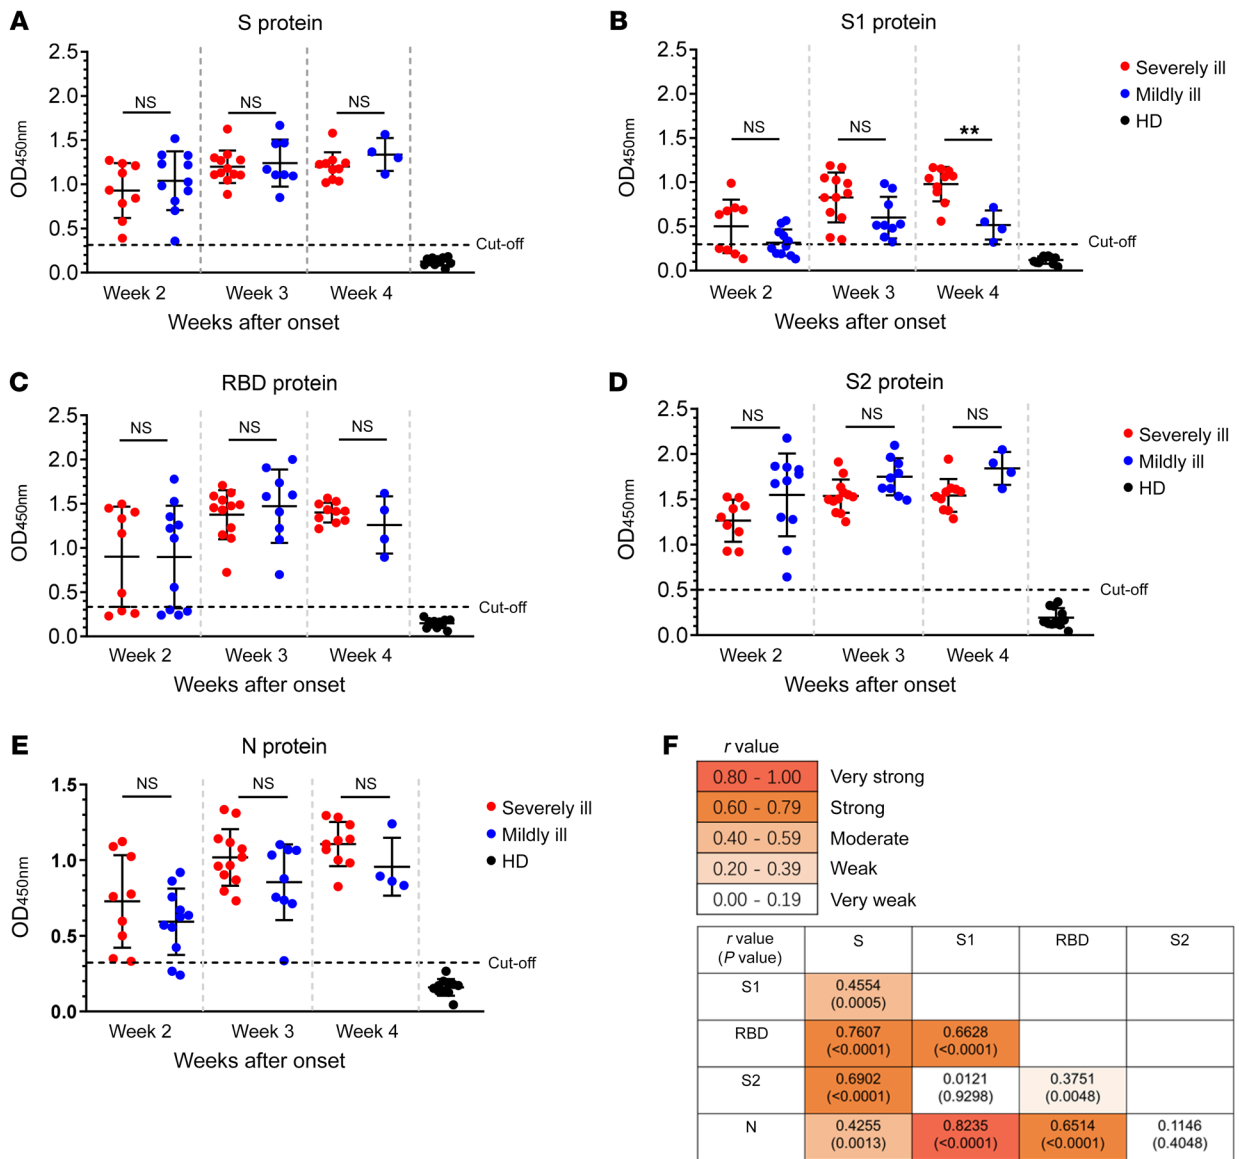 A
S protein
OD450nm
2.5
2.0
1.5
1.0
0.5
0.0
NS
NS
NS
Cut-off
Week 2
Week 3
Week 4
Weeks after onset
B
S1 protein
OD450nm
2.5
2.0
1.5
1.0
0.5
0.0
NS
NS
**
Cut-off
Week 2
Week 3
Week 4
Weeks after onset
Severely ill
Mildly ill
HD
C
RBD protein
OD450nm
2.5
2.0
1.5
1.0
0.5
0.0
NS
NS
NS
Cut-off
Week 2
Week 3
Week 4
Weeks after onset
D
S2 protein
OD450nm
2.5
2.0
1.5
1.0
0.5
0.0
NS
NS
NS
Cut-off
Week 2
Week 3
Week 4
Weeks after onset
Severely ill
Mildly ill
HD
E
N protein
OD450nm
1.5
1.0
0.5
0.0
NS
NS
NS
Cut-off
Week 2
Week 3
Week 4
Weeks after onset
Severely ill
Mildly ill
HD
F
r value
0.80 - 1.00 Very strong
0.60 - 0.79 Strong
0.40 - 0.59 Moderate
0.20 - 0.39 Weak
0.00 - 0.19 Very weak
r value S S1 RBD S2
(P value)
S1 0.4554
(0.0005)
RBD 0.7607 0.6628
(<0.0001) (<0.0001)
S2 0.6902 0.0121 0.3751
(<0.0001) (0.9298) (0.0048)
N 0.4255 0.8235 0.6514 0.1146
(0.0013) (<0.0001) (<0.0001) (0.4048)